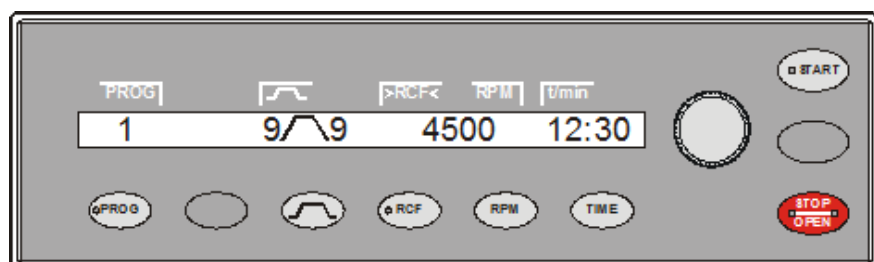 START
PROG >RCF< RPM t/min
1 9 9 4500 12:30
PROG RCF RPM TIME
STOP
OPEN